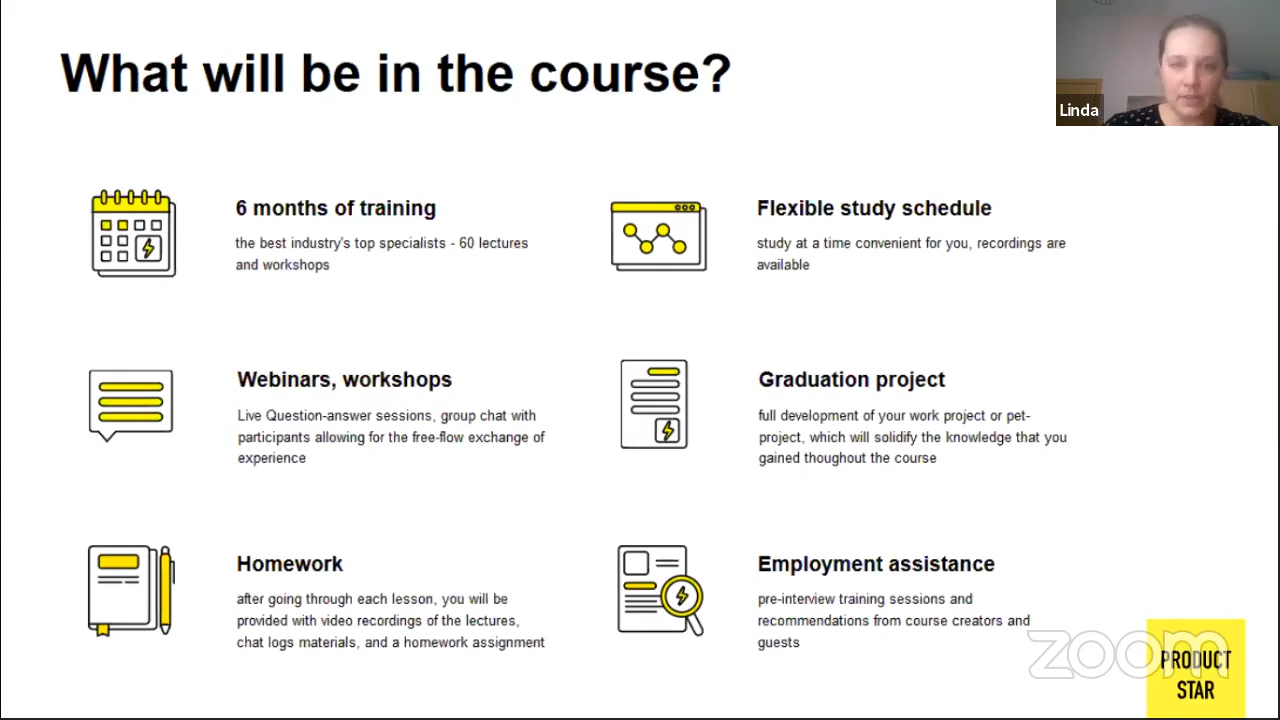 What will be in the course?
Linda
6 months of training
the best industry's top specialists - 60 lectures
and workshops
Flexible study schedule
study at a time convenient for you, recordings are
available
Webinars, workshops
Live Question-answer sessions, group chat with
participants allowing for the free-flow exchange of
experience
Graduation project
full development of your work project or pet-
project, which will solidify the knowledge that you
gained thoughout the course
Homework
after going through each lesson, you will be
provided with video recordings of the lectures,
chat logs materials, and a homework assignment
Employment assistance
pre-interview training sessions and
recommendations from course creators and
guests
zoom
PRODUCT
STAR